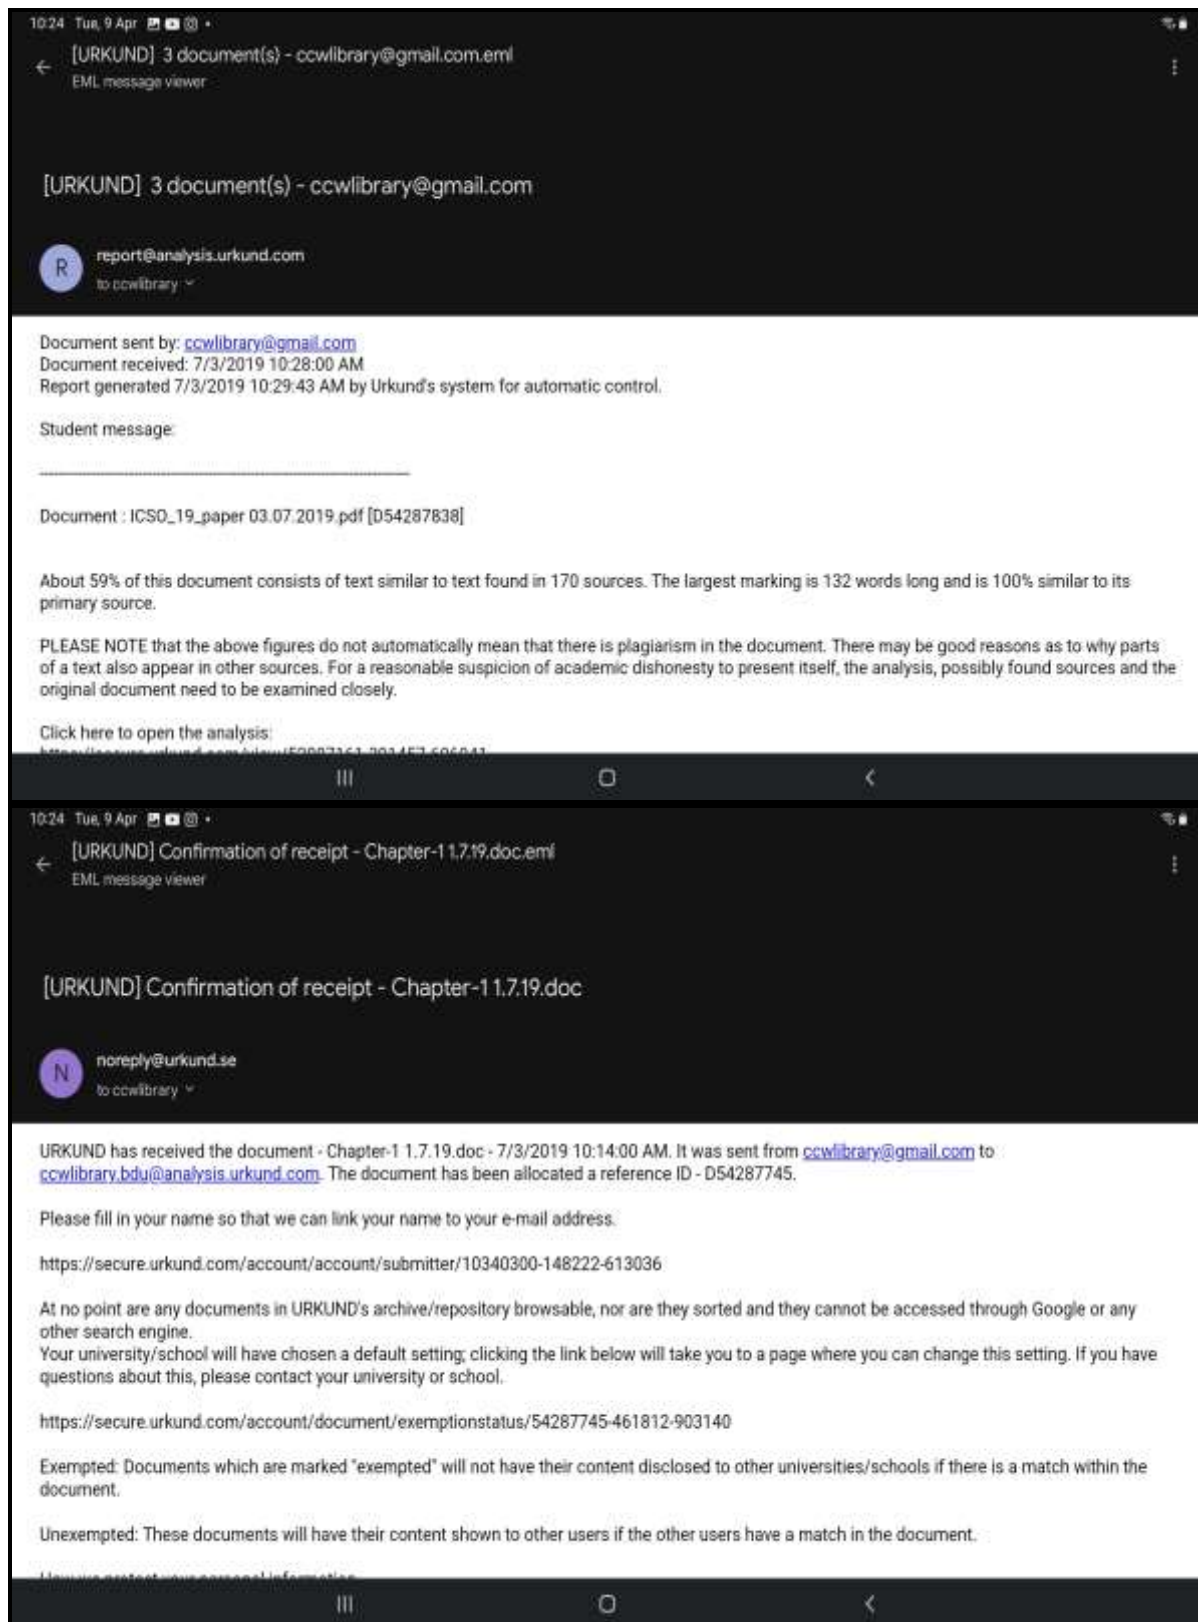 10:24 Tue, 9 Apr
[URKUND] 3 document(s) - ccwlibrary@gmail.com.eml
EML message viewer
[URKUND] 3 document(s) - ccwlibrary@gmail.com
R
report@analysis.urkund.com
to ccwlibrary
Document sent by: ccwlibrary@gmail.com
Document received: 7/3/2019 10:28:00 AM
Report generated 7/3/2019 10:29:43 AM by Urkund's system for automatic control.
Student message:
Document : ICSO_19_paper 03.07.2019.pdf [D54287838]
About 59% of this document consists of text similar to text found in 170 sources. The largest marking is 132 words long and is 100% similar to its
primary source.
PLEASE NOTE that the above figures do not automatically mean that there is plagiarism in the document. There may be good reasons as to why parts
of a text also appear in other sources. For a reasonable suspicion of academic dishonesty to present itself, the analysis, possibly found sources and the
original document need to be examined closely.
Click here to open the analysis:
10:24 Tue, 9 Apr
[URKUND] Confirmation of receipt - Chapter-1 1.7.19.doc.eml
EML message viewer
[URKUND] Confirmation of receipt - Chapter-1 1.7.19.doc
N
noreply@urkund.se
to ccwlibrary
URKUND has received the document - Chapter-1 1.7.19.doc - 7/3/2019 10:14:00 AM. It was sent from ccwlibrary@gmail.com to
ccwlibrary.bdu@analysis.urkund.com. The document has been allocated a reference ID - D54287745.
Please fill in your name so that we can link your name to your e-mail address.
https://secure.urkund.com/account/account/submitter/10340300-148222-613036
At no point are any documents in URKUND's archive/repository browsable, nor are they sorted and they cannot be accessed through Google or any
other search engine.
Your university/school will have chosen a default setting; clicking the link below will take you to a page where you can change this setting. If you have
questions about this, please contact your university or school.
https://secure.urkund.com/account/document/exemptionstatus/54287745-461812-903140
Exempted: Documents which are marked "exempted" will not have their content disclosed to other universities/schools if there is a match within the
document.
Unexempted: These documents will have their content shown to other users if the other users have a match in the document.